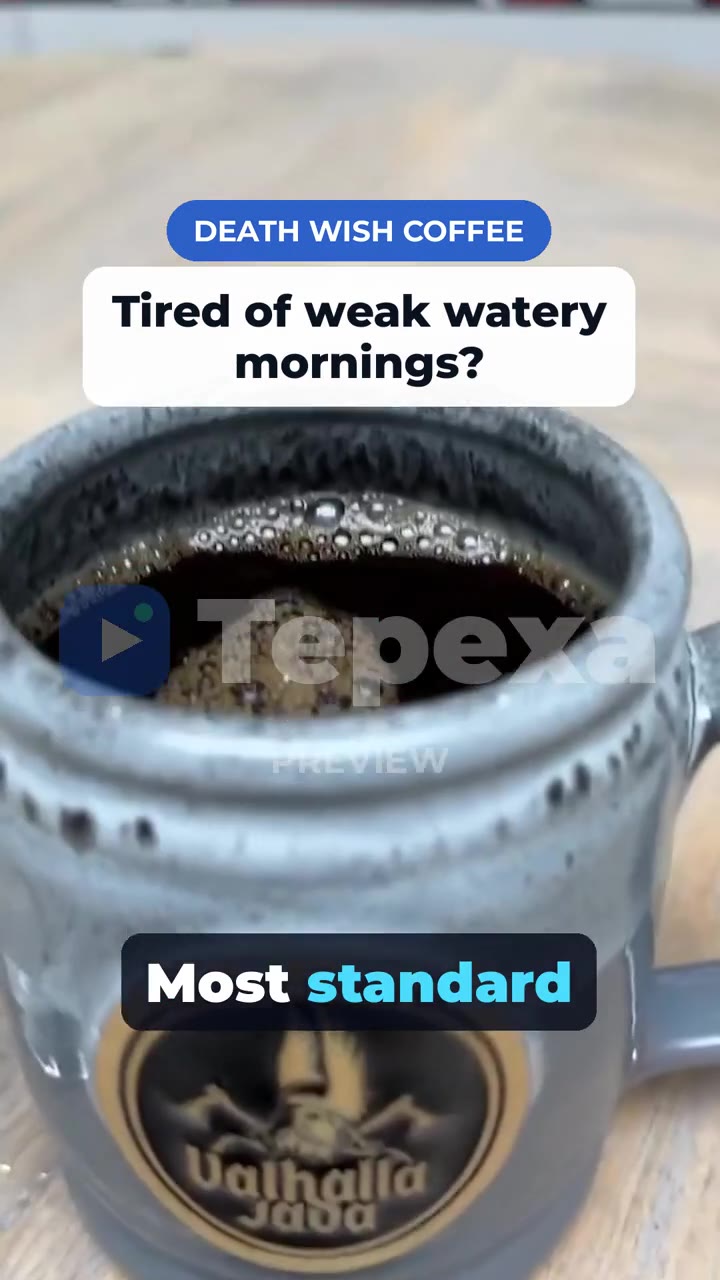 DEATH WISH COFFEE
Tired of weak watery
mornings?
Tepexa
PREVIEW
Most standard
Valhalla
Java